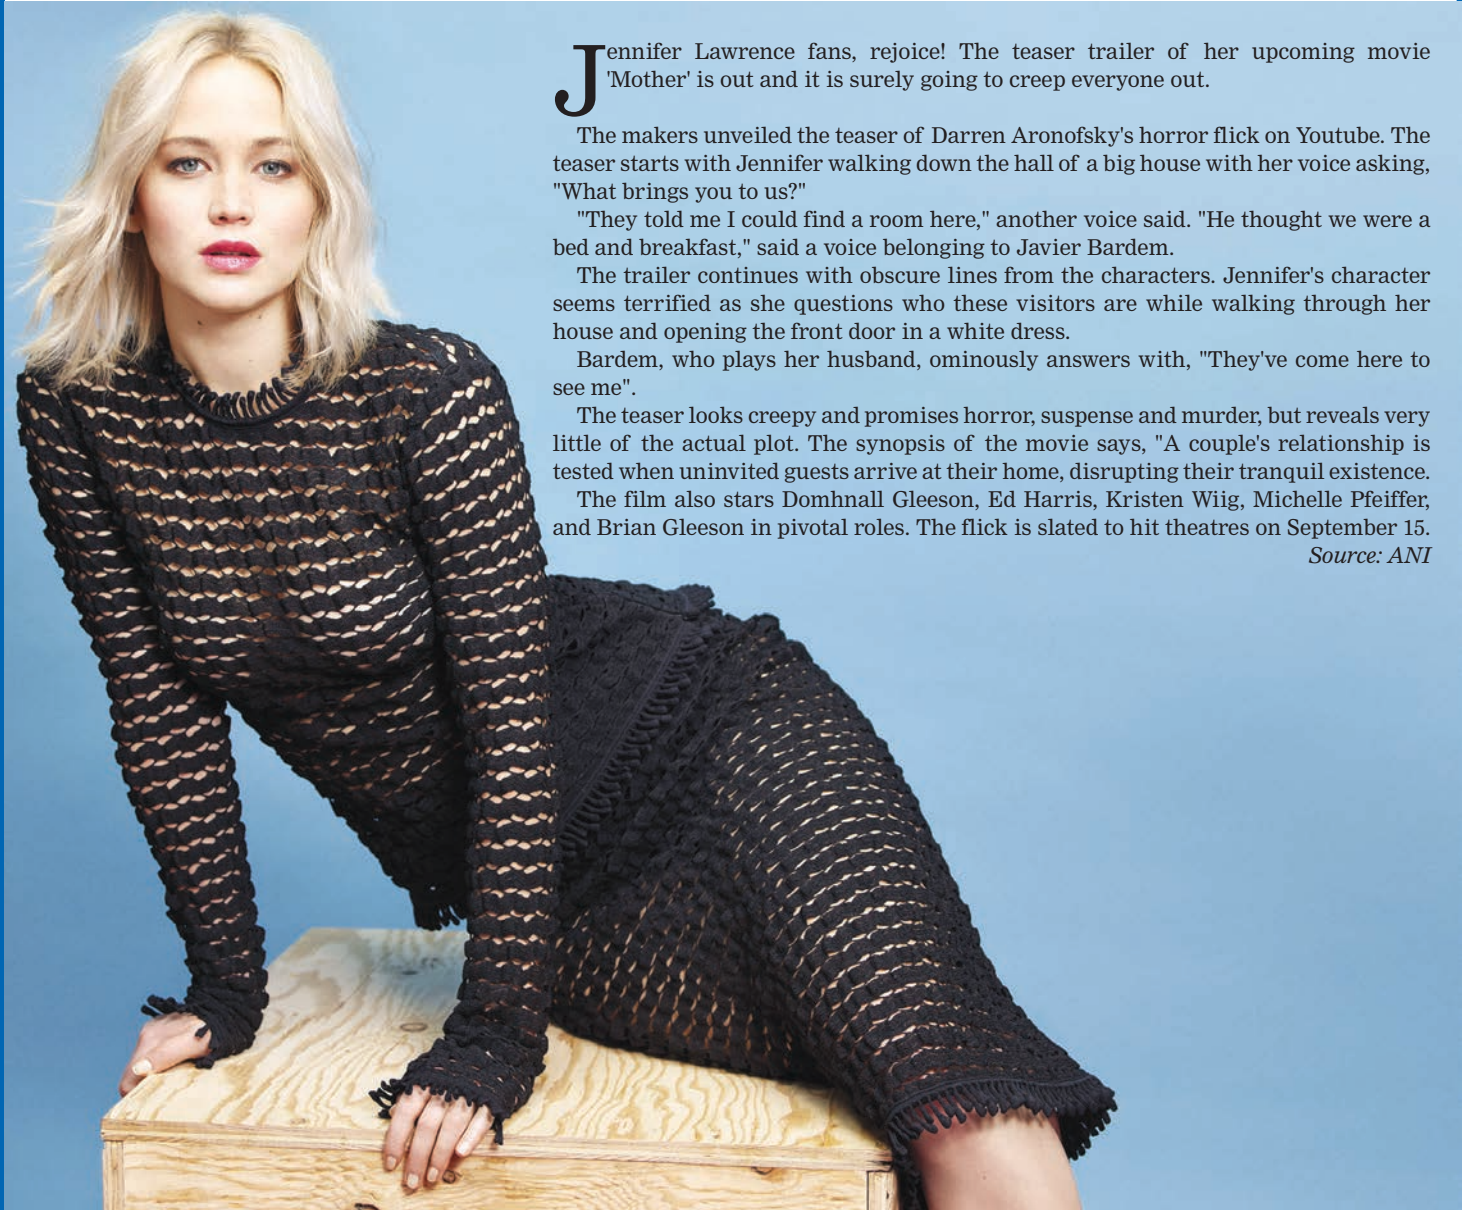 Jennifer Lawrence fans, rejoice! The teaser trailer of her upcoming movie
'Mother' is out and it is surely going to creep everyone out.
The makers unveiled the teaser of Darren Aronofsky's horror flick on Youtube. The
teaser starts with Jennifer walking down the hall of a big house with her voice asking,
"What brings you to us?"
"They told me I could find a room here," another voice said. "He thought we were a
bed and breakfast," said a voice belonging to Javier Bardem.
The trailer continues with obscure lines from the characters. Jennifer's character
seems terrified as she questions who these visitors are while walking through her
house and opening the front door in a white dress.
Bardem, who plays her husband, ominously answers with, "They've come here to
see me".
The teaser looks creepy and promises horror, suspense and murder, but reveals very
little of the actual plot. The synopsis of the movie says, "A couple's relationship is
tested when uninvited guests arrive at their home, disrupting their tranquil existence.
The film also stars Domhnall Gleeson, Ed Harris, Kristen Wiig, Michelle Pfeiffer,
and Brian Gleeson in pivotal roles. The flick is slated to hit theatres on September 15.
Source: ANI